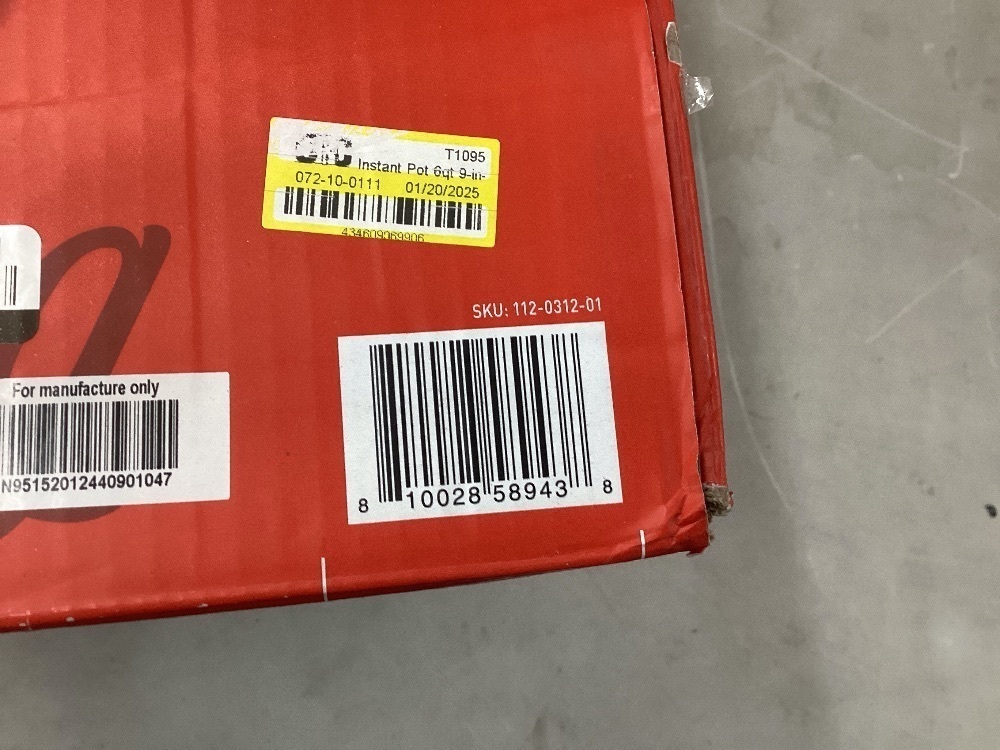 T1095
Instant Pot 6qt 9-in-
072-10-0111 01/20/2025
434609069906
SKU: 112-0312-01
For manufacture only
N95152012440901047
8 10028 58943 8